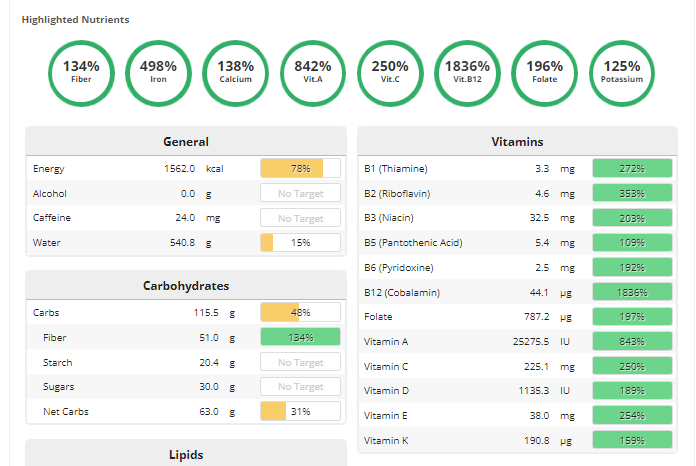 Highlighted Nutrients
134% 498% 138% 842% 250% 1836% 196% 125%
Fiber Iron Calcium Vit.A Vit.C Vit.B12 Folate Potassium
General
Energy 1562.0 kcal 78%
Alcohol 0.0 g No Target
Caffeine 24.0 mg No Target
Water 540.8 g 15%
Carbohydrates
Carbs 115.5 g 48%
Fiber 51.0 g 134%
Starch 20.4 g No Target
Sugars 30.0 g No Target
Net Carbs 63.0 g 31%
Lipids
Vitamins
B1 (Thiamine) 3.3 mg 272%
B2 (Riboflavin) 4.6 mg 353%
B3 (Niacin) 32.5 mg 203%
B5 (Pantothenic Acid) 5.4 mg 109%
B6 (Pyridoxine) 2.5 mg 192%
B12 (Cobalamin) 44.1 µg 1836%
Folate 787.2 µg 197%
Vitamin A 25275.5 IU 843%
Vitamin C 225.1 mg 250%
Vitamin D 1135.3 IU 189%
Vitamin E 38.0 mg 254%
Vitamin K 190.8 µg 159%